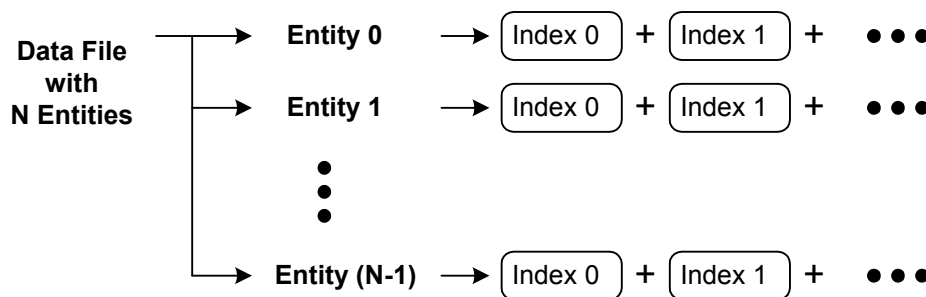 Data File
with
N Entities
Entity 0 Index 0 + Index 1 +
Entity 1 Index 0 + Index 1 +
Entity (N-1) Index 0 + Index 1 +